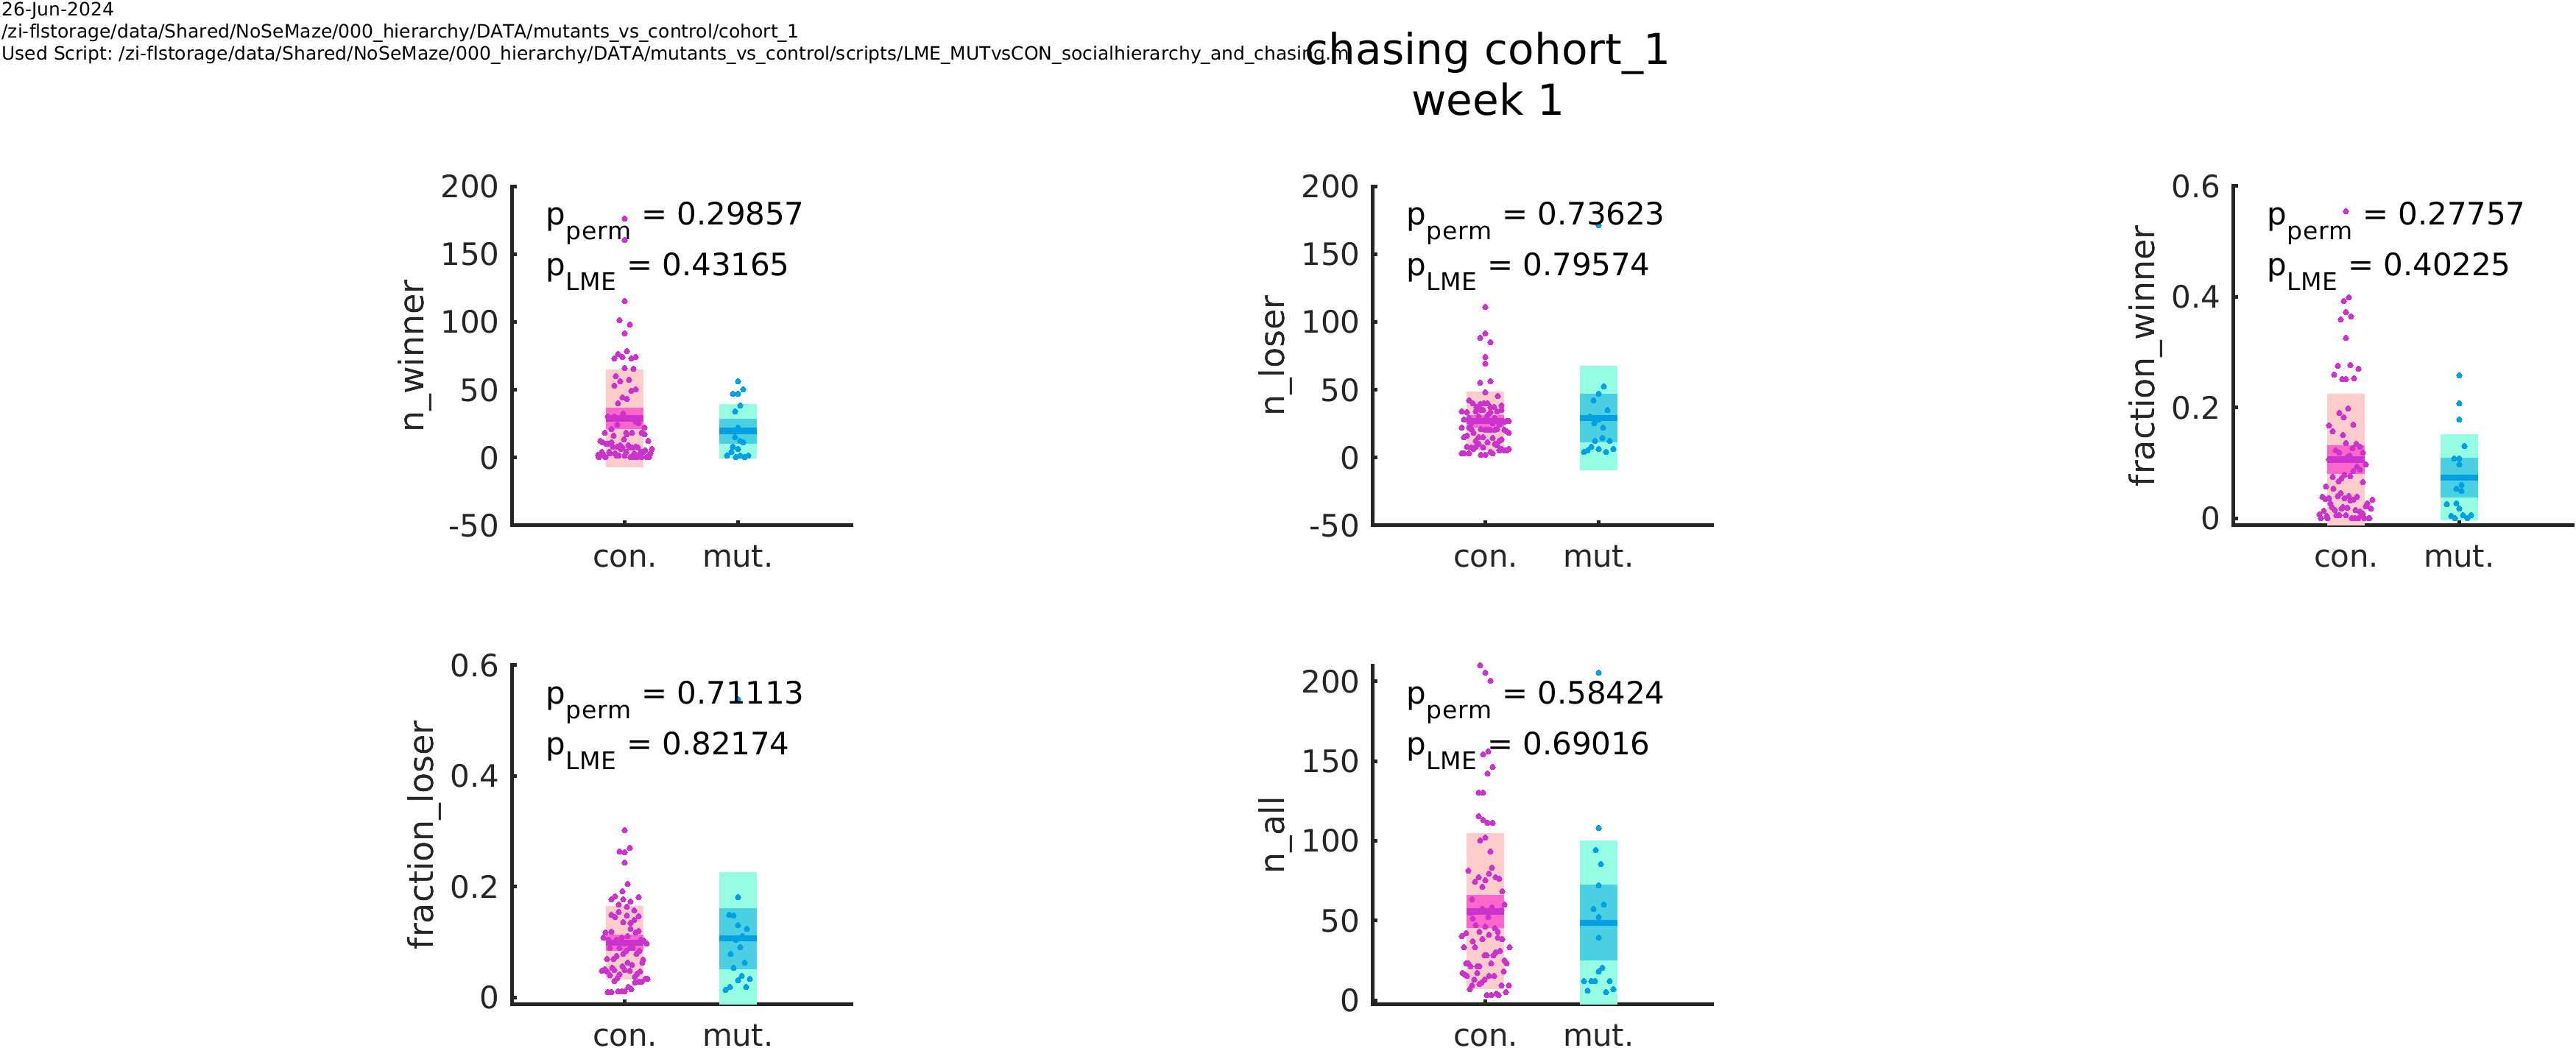 26-Jun-2024
/zi-flstorage/data/Shared/NoSeMaze/000_hierarchy/DATA/mutants_vs_control/cohort_1
Used Script: /zi-flstorage/data/Shared/NoSeMaze/000_hierarchy/DATA/mutants_vs_control/scripts/LME_MUTvsCON_socialhierarchy_and_chasing.m
chasing cohort_1
week 1
n_winner
200
150
100
50
0
-50
p_perm = 0.29857
p_LME = 0.43165
con. mut.
n_loser
200
150
100
50
0
-50
p_perm = 0.73623
p_LME = 0.79574
con. mut.
fraction_winner
0.6
0.4
0.2
0
p_perm = 0.27757
p_LME = 0.40225
con. mut.
fraction_loser
0.6
0.4
0.2
0
p_perm = 0.71113
p_LME = 0.82174
con. mut.
n_all
200
150
100
50
0
p_perm = 0.58424
p_LME = 0.69016
con. mut.